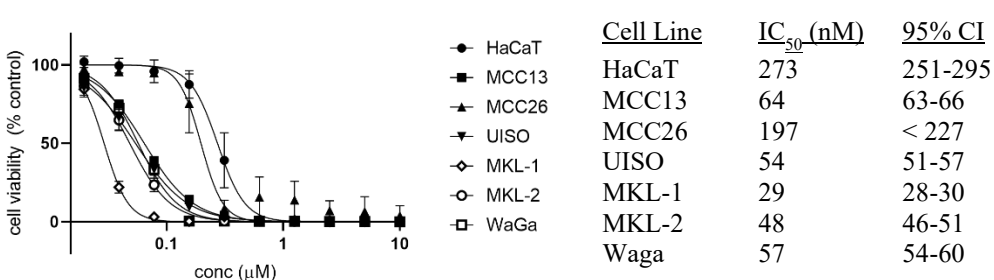 cell viability (% control)
100
50
0
0.1 1 10
conc (μM)
HaCaT
MCC13
MCC26
UISO
MKL-1
MKL-2
WaGa
Cell Line IC50 (nM) 95% CI
HaCaT 273 251-295
MCC13 64 63-66
MCC26 197 < 227
UISO 54 51-57
MKL-1 29 28-30
MKL-2 48 46-51
Waga 57 54-60